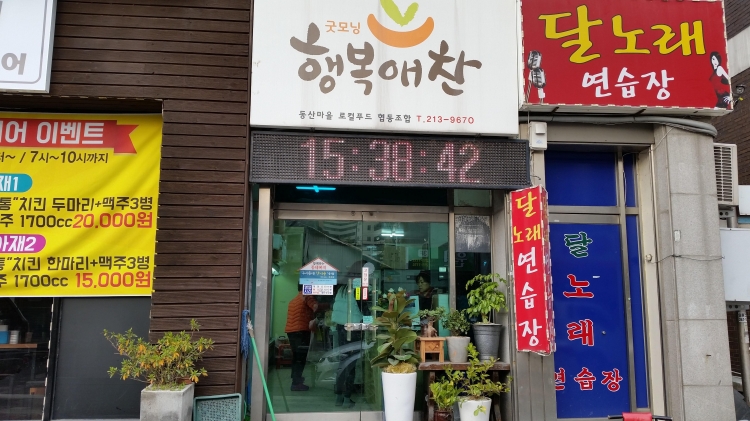 어
어 이벤트
~ / 7시~10시까지
재1
통"치킨 두마리+맥주3병
주 1700cc 20,000원
아재2
통"치킨 한마리+맥주3병
주 1700cc 15,000원
굿모닝
행복애찬
동산마을 로컬푸드 협동조합 T.213-9670
15:38:42
달노래
연습장
달노래연습장
달
노
래
연습장